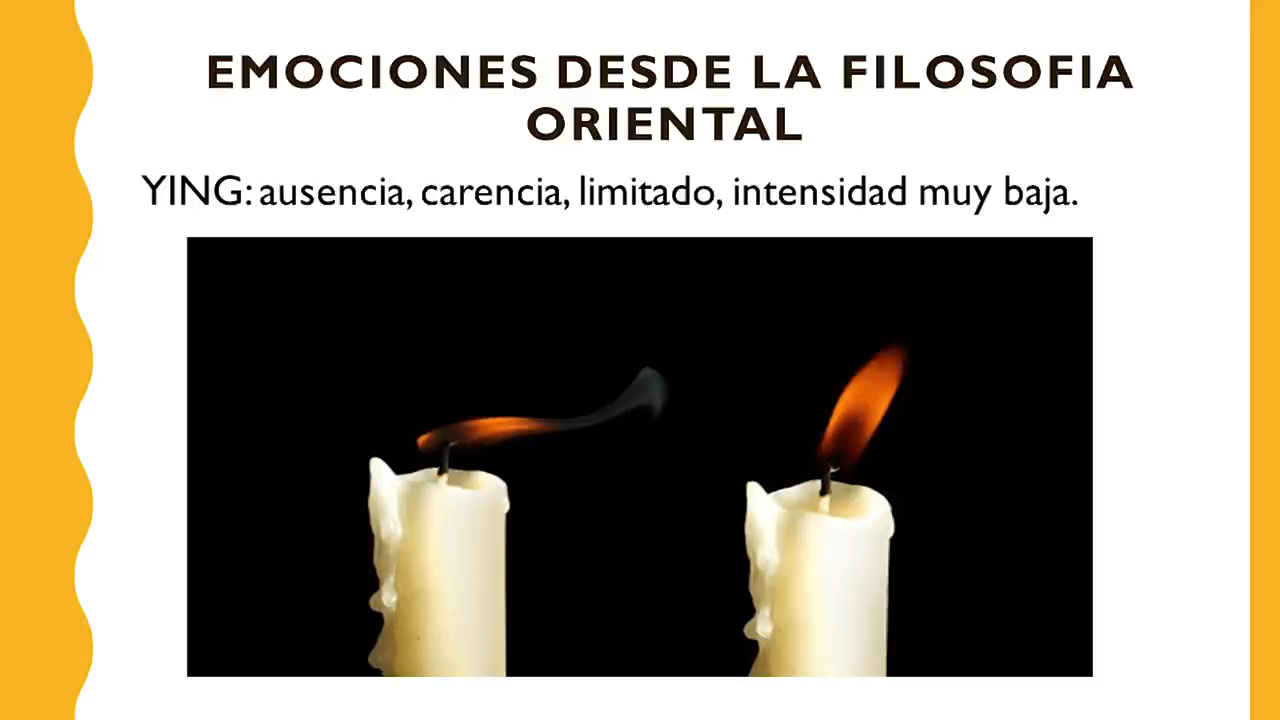 EMOCIONES DESDE LA FILOSOFIA
ORIENTAL
YING: ausencia, carencia, limitado, intensidad muy baja.